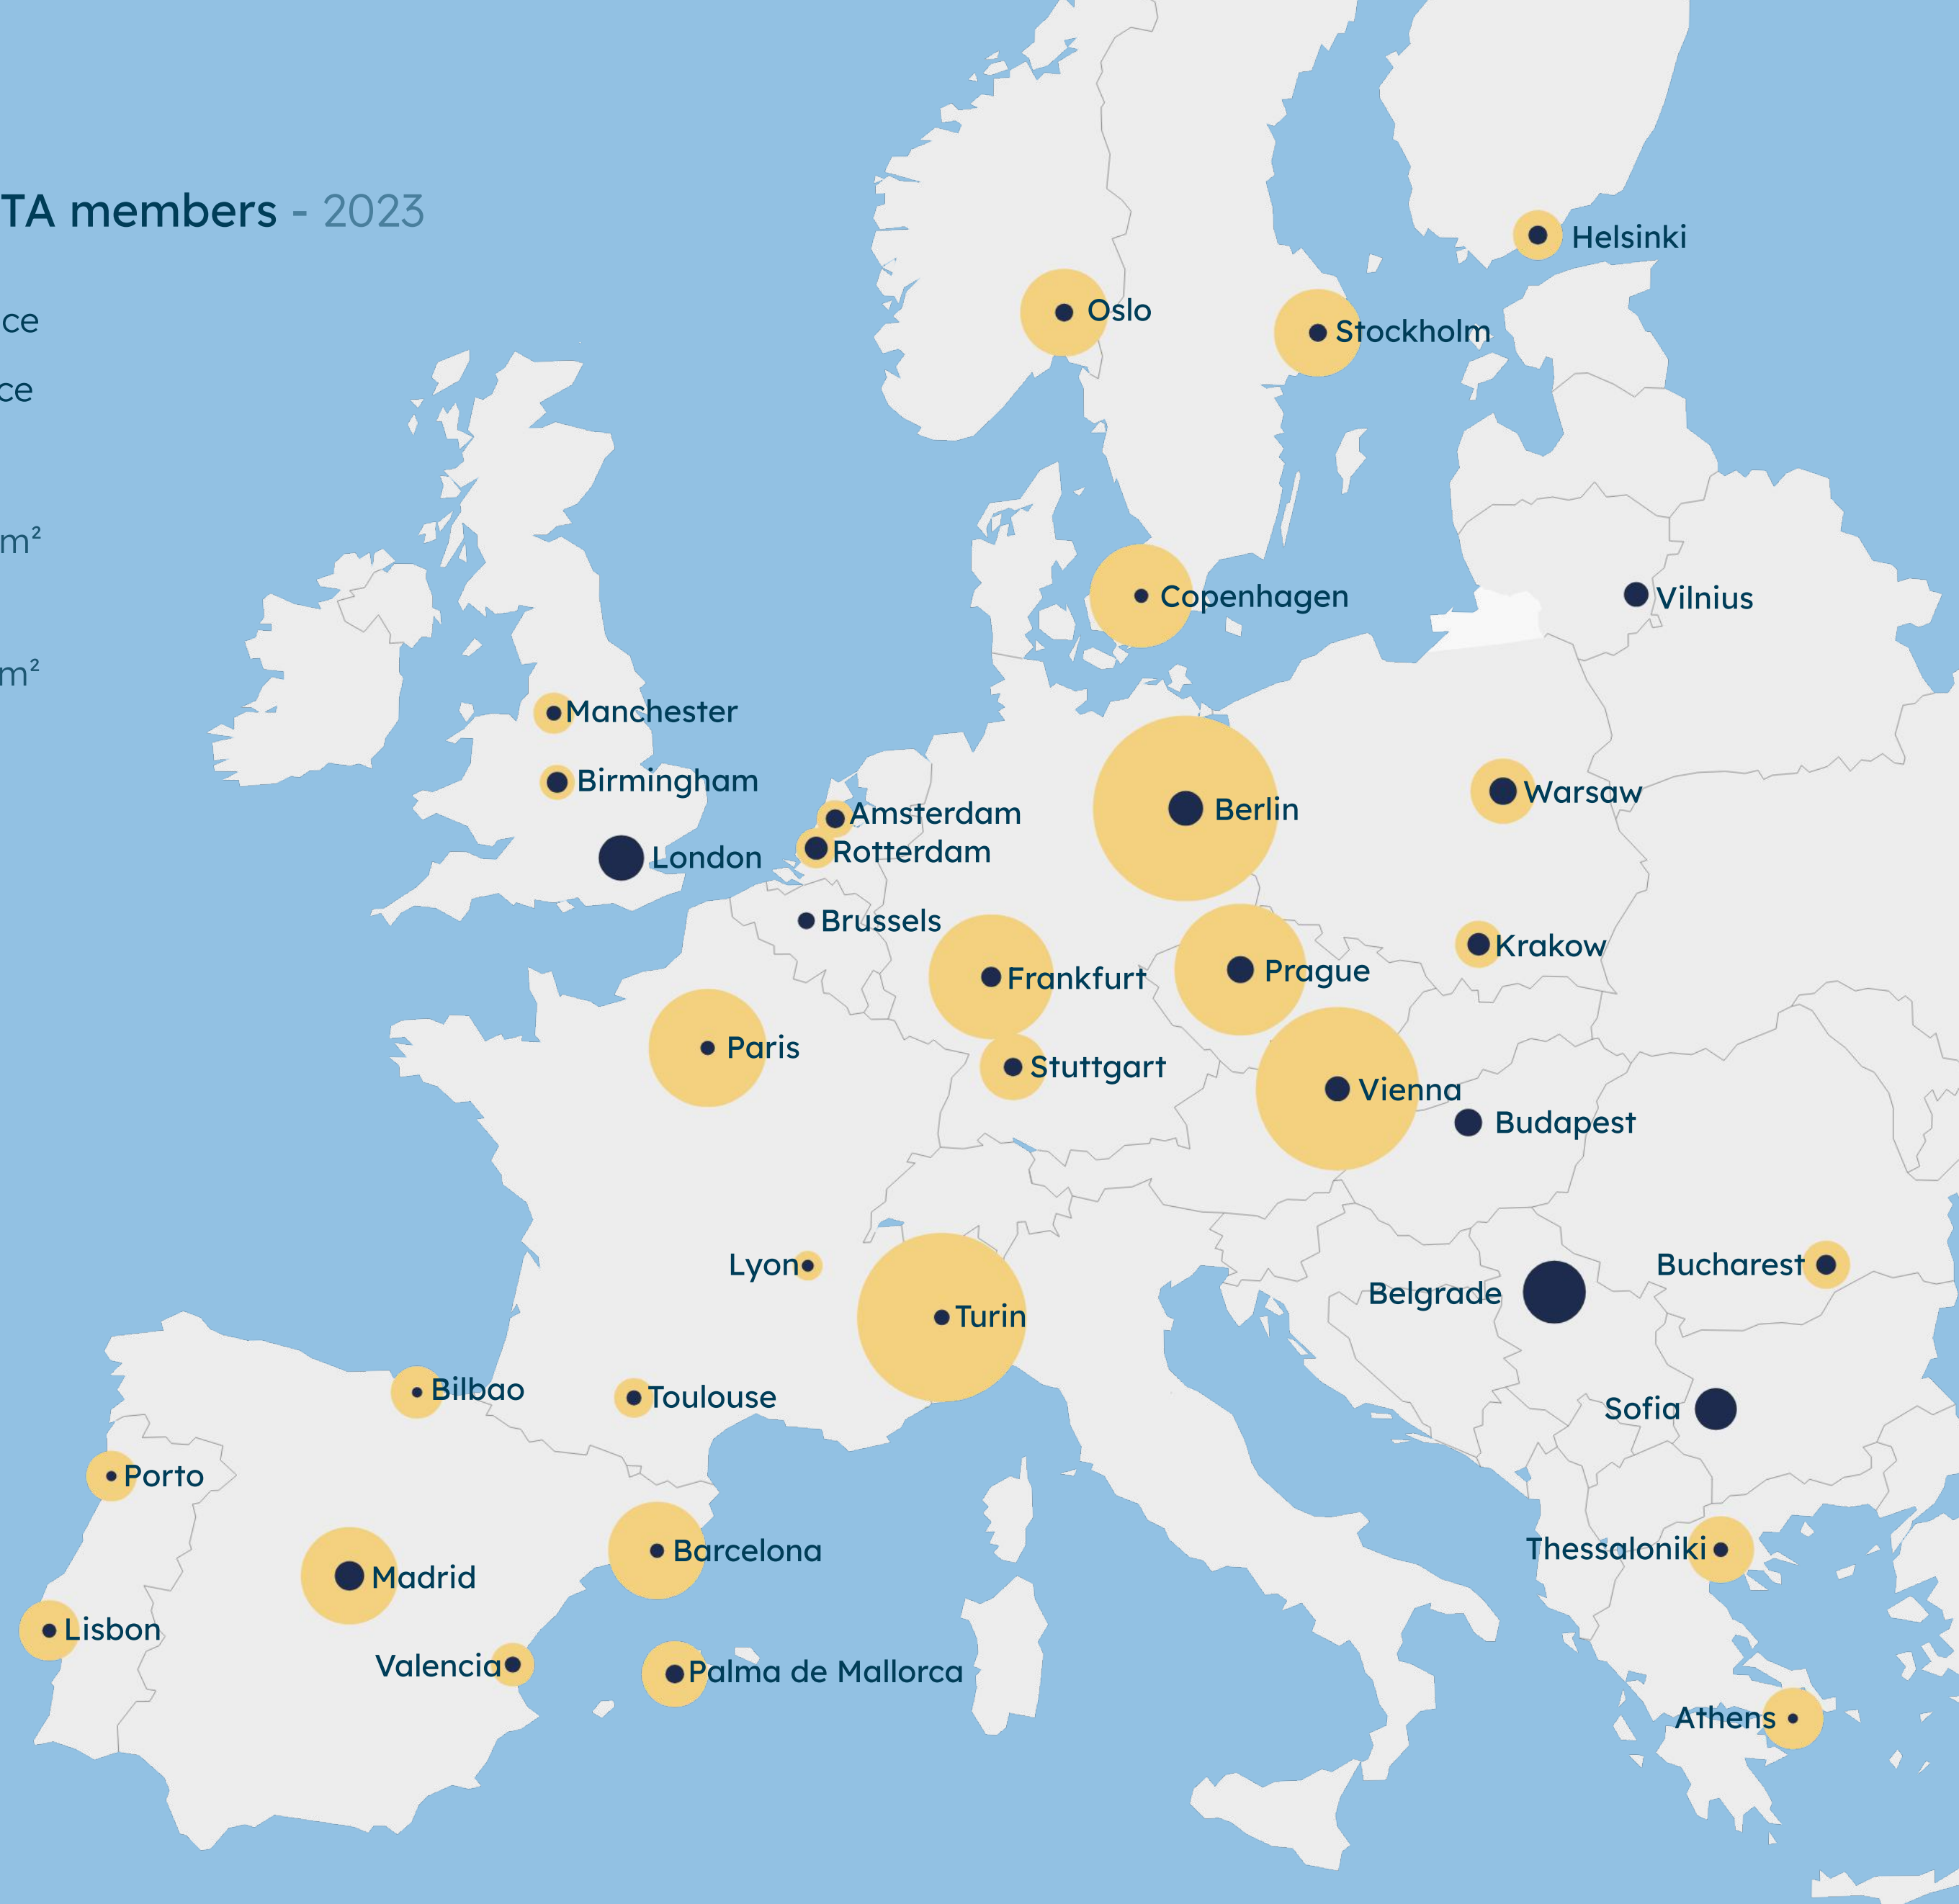 TA members - 2023
ce
ce
m²
m²
Helsinki
Oslo
Stockholm
Copenhagen
Vilnius
Manchester
Birmingham
Amsterdam
Berlin
Warsaw
Rotterdam
London
Brussels
Krakow
Frankfurt
Prague
Paris
Stuttgart
Vienna
Budapest
Lyon
Bucharest
Belgrade
Turin
Bilbao
Toulouse
Sofia
Porto
Barcelona
Thessaloniki
Madrid
Lisbon
Valencia
Palma de Mallorca
Athens